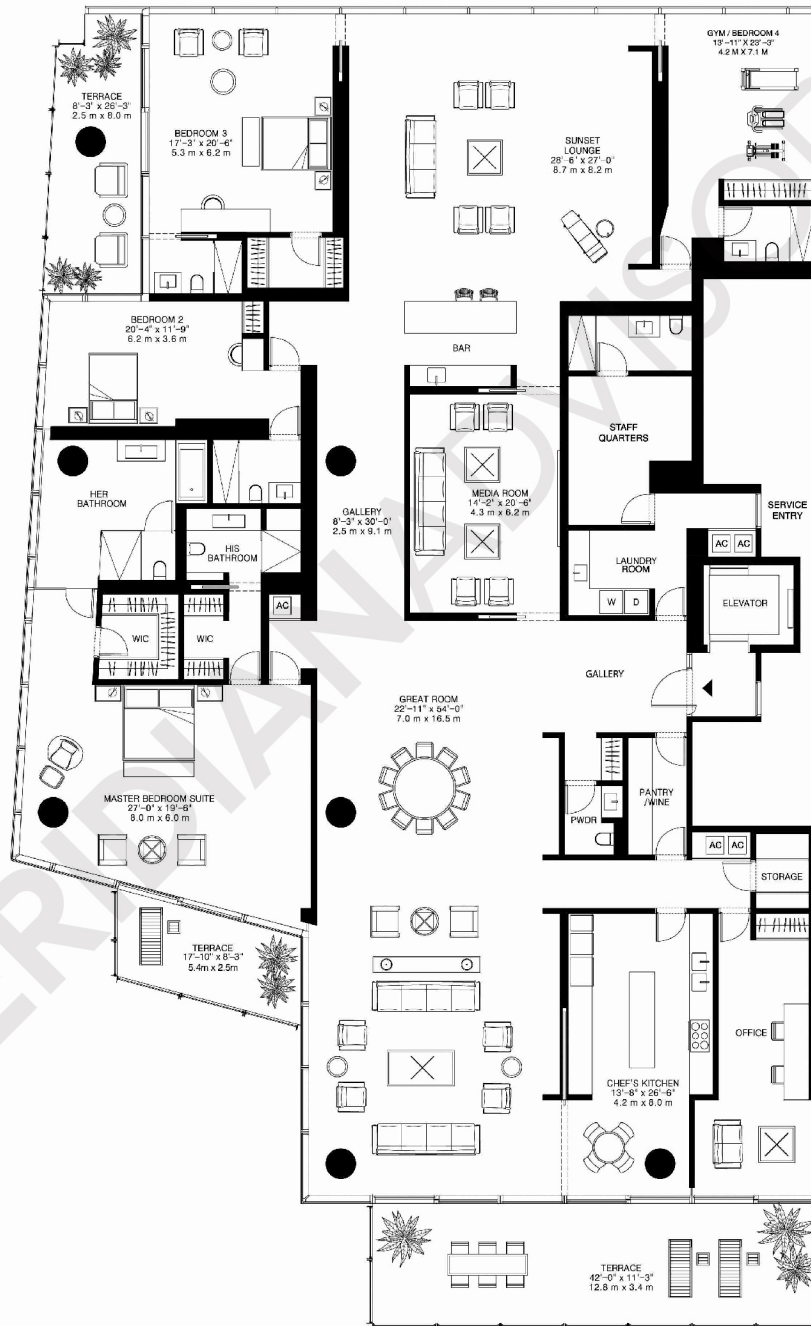 GYM / BEDROOM 4
13'-11" X 23'-3"
4.2 M X 7.1 M
TERRACE
8'-3" x 26'-3"
2.5 m x 8.0 m
BEDROOM 3
17'-3" x 20'-6"
5.3 m x 6.2 m
SUNSET
LOUNGE
28'-6" x 27'-0"
8.7 m x 8.2 m
BEDROOM 2
20'-4" x 11'-9"
6.2 m x 3.6 m
BAR
STAFF
QUARTERS
HER
BATHROOM
MEDIA ROOM
14'-2" x 20'-6"
4.3 m x 6.2 m
GALLERY
8'-3" x 30'-0"
2.5 m x 9.1 m
SERVICE
ENTRY
HIS
BATHROOM
AC AC
LAUNDRY
ROOM
W D
ELEVATOR
AC
WIC
WIC
GALLERY
GREAT ROOM
22'-11" x 54'-0"
7.0 m x 16.5 m
MASTER BEDROOM SUITE
27'-0" x 19'-6"
8.0 m x 6.0 m
PANTRY
/WINE
PWDR
AC AC
STORAGE
TERRACE
17'-10" x 8'-3"
5.4m x 2.5m
OFFICE
CHEF'S KITCHEN
13'-8" x 26'-6"
4.2 m x 8.0 m
TERRACE
42'-0" x 11'-3"
12.8 m x 3.4 m
ERIDIANADVISO